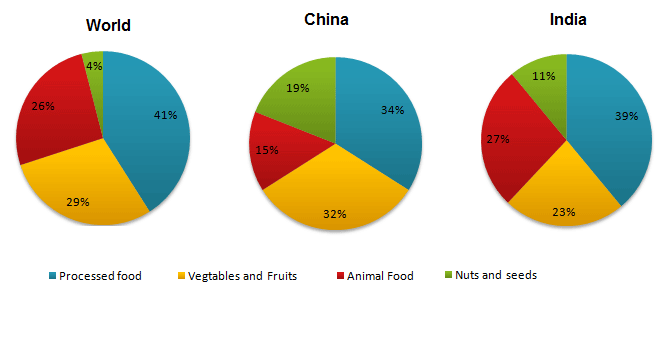 World
China
India
4%
41%
29%
26%
34%
32%
15%
19%
39%
23%
27%
11%
Processed food
Vegtables and Fruits
Animal Food
Nuts and seeds